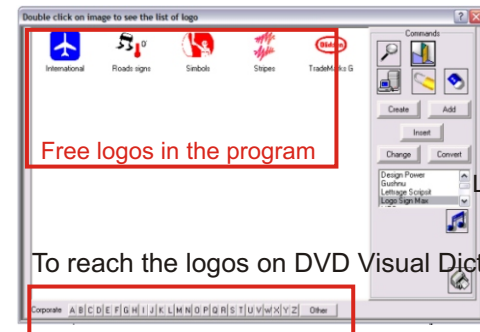 Double click on image to see the list of logo
Commands
International Roads signs Simbols Stripes TradeMarks G
Create Add
Insert
Change Convert
Free logos in the program
Design Power
Gushnu
Lettrage Scripsit
Logo Sign Max
L
To reach the logos on DVD Visual Dict
Corporate A B C D E F G H I J K L M N O P Q R S T U V W X Y Z Other